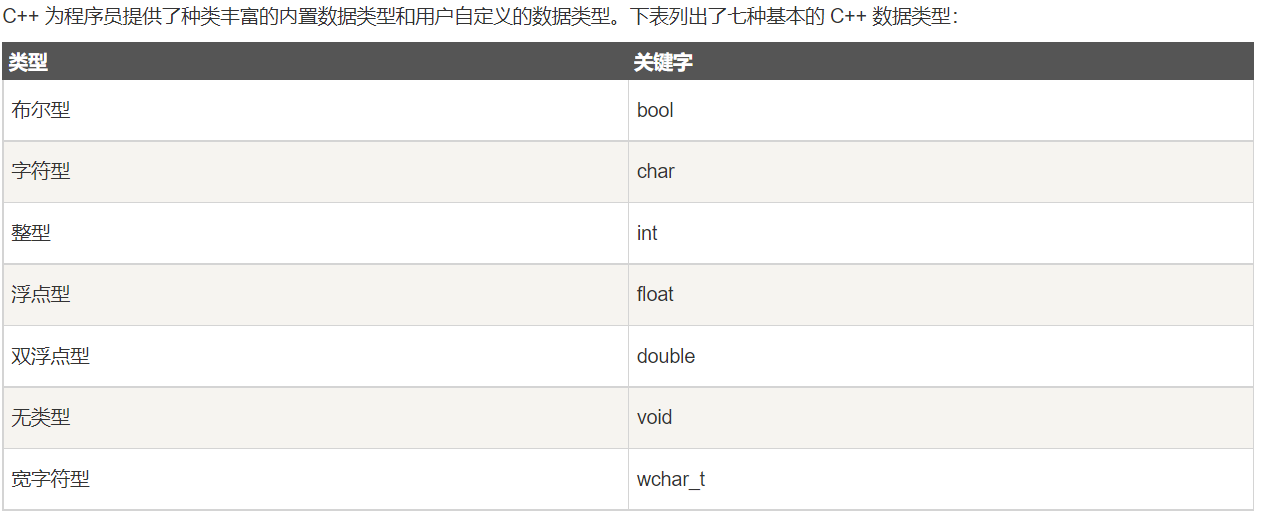 C++ 为程序员提供了种类丰富的内置数据类型和用户自定义的数据类型。下表列出了七种基本的 C++ 数据类型：
类型 关键字
布尔型 bool
字符型 char
整型 int
浮点型 float
双浮点型 double
无类型 void
宽字符型 wchar_t